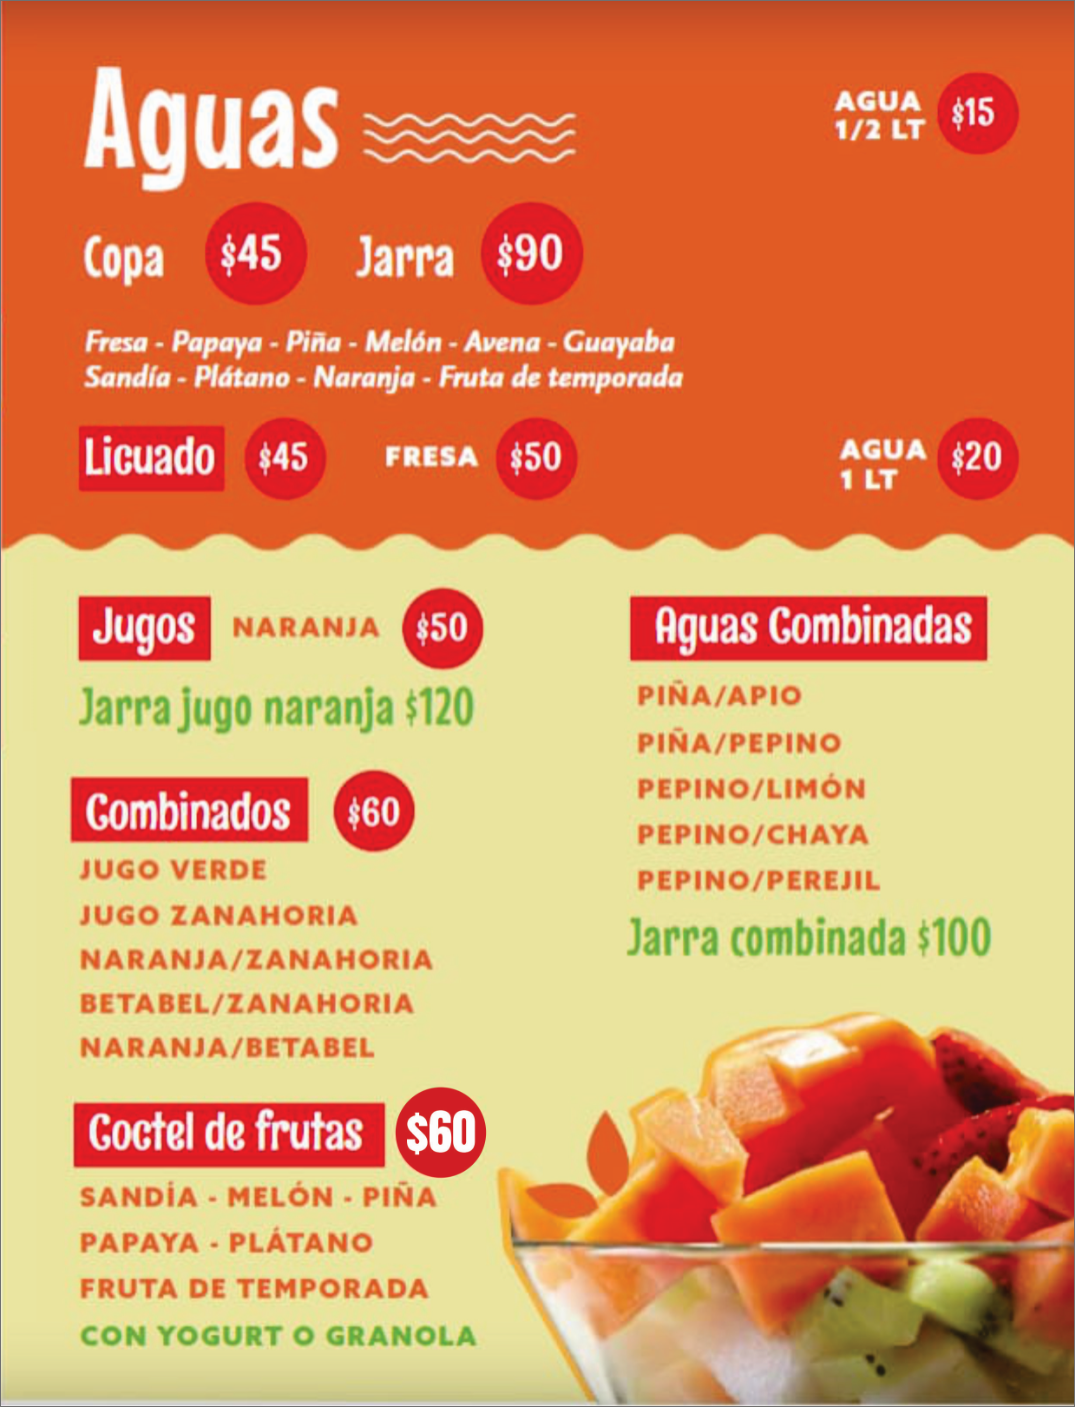 Aguas
AGUA
1/2 LT
$15
Copa $45 Jarra $90
Fresa - Papaya - Piña - Melón - Avena - Guayaba
Sandía - Plátano - Naranja - Fruta de temporada
Licuado $45 FRESA $50
AGUA
1 LT
$20
Jugos NARANJA $50
Jarra jugo naranja $120
Combinados $60
JUGO VERDE
JUGO ZANAHORIA
NARANJA/ZANAHORIA
BETABEL/ZANAHORIA
NARANJA/BETABEL
Coctel de frutas $60
SANDÍA - MELÓN - PIÑA
PAPAYA - PLÁTANO
FRUTA DE TEMPORADA
CON YOGURT O GRANOLA
Aguas Combinadas
PIÑA/APIO
PIÑA/PEPINO
PEPINO/LIMÓN
PEPINO/CHAYA
PEPINO/PEREJIL
Jarra combinada $100